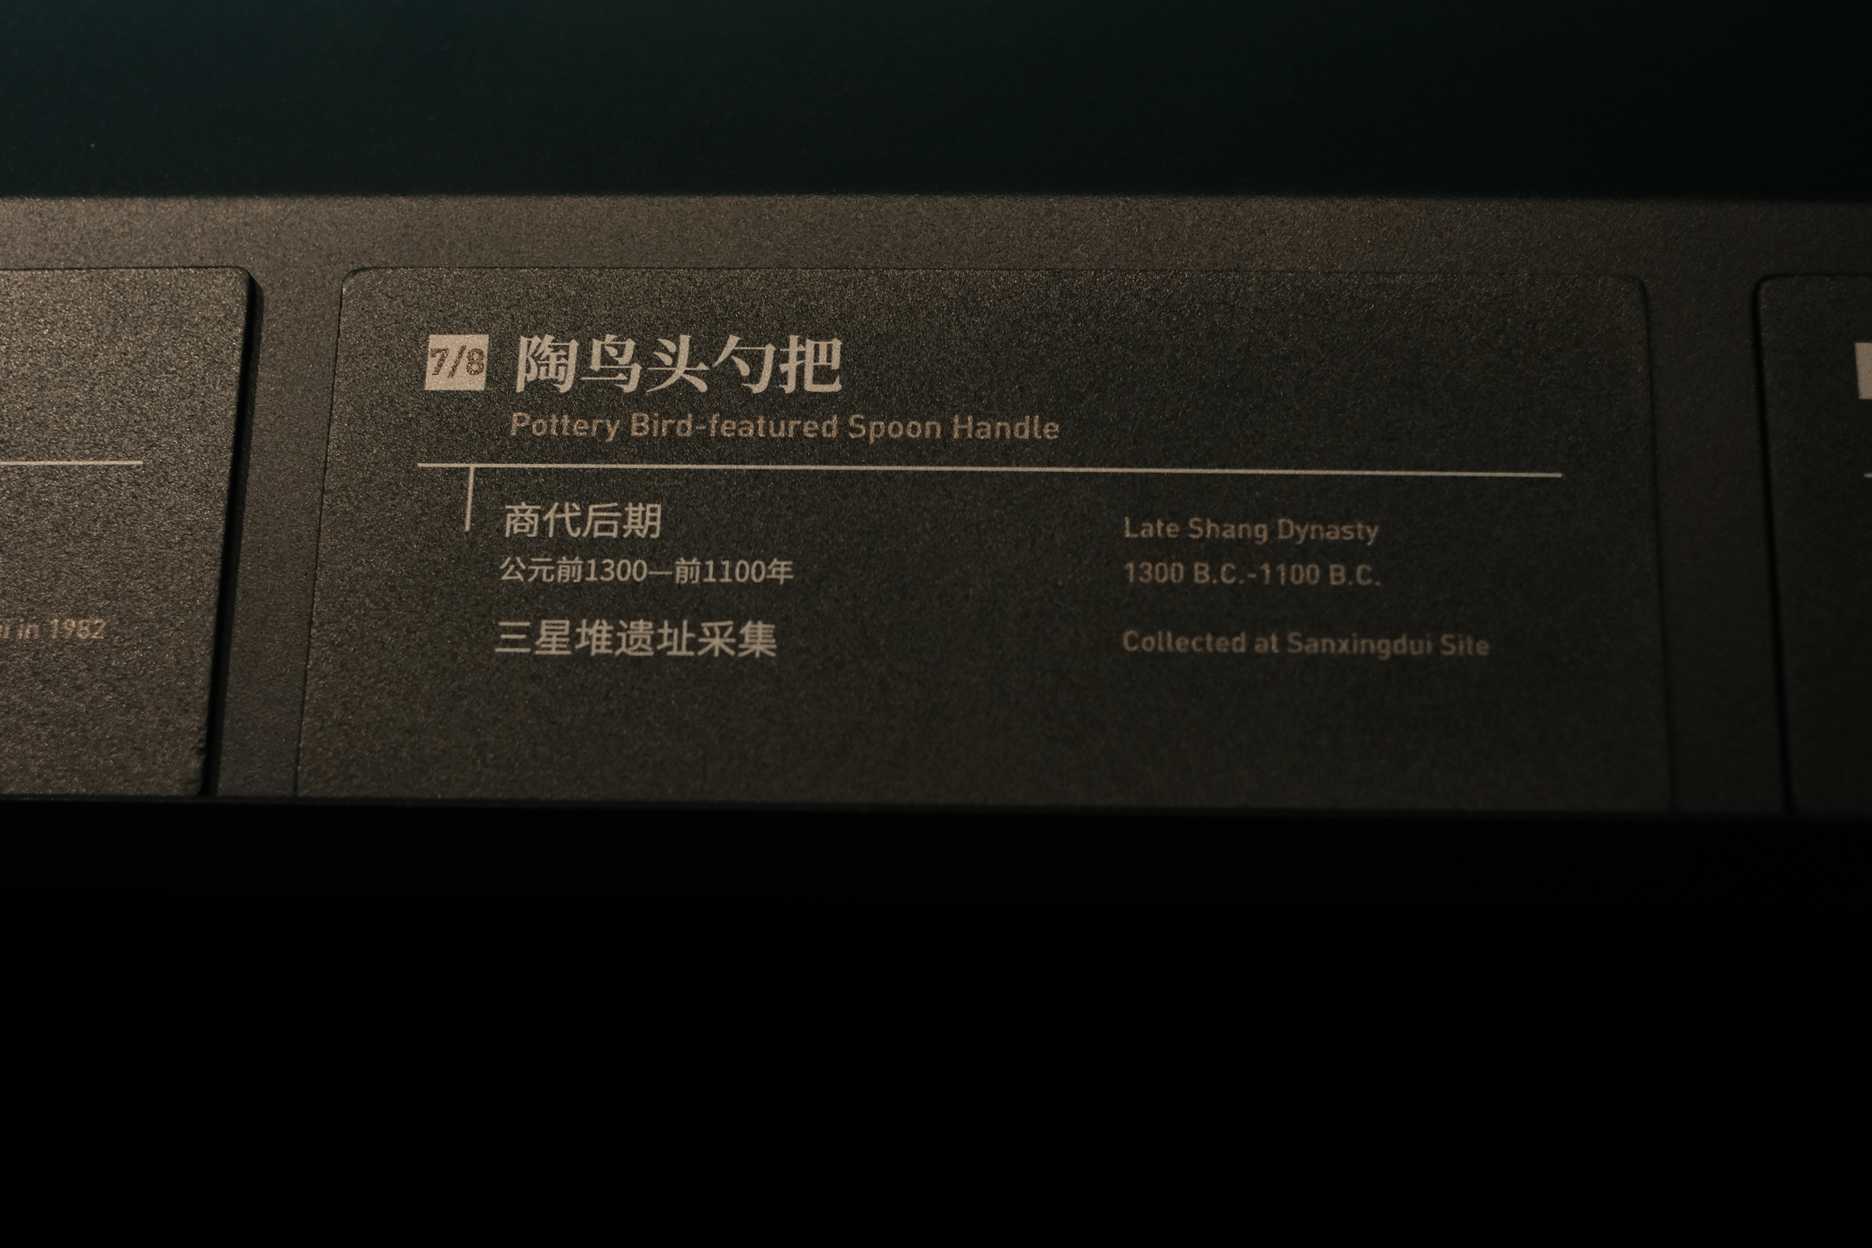 7/8 陶鸟头勺把
Pottery Bird-featured Spoon Handle
商代后期
公元前1300—前1100年
三星堆遗址采集
Late Shang Dynasty
1300 B.C.-1100 B.C.
Collected at Sanxingdui Site
in 1982